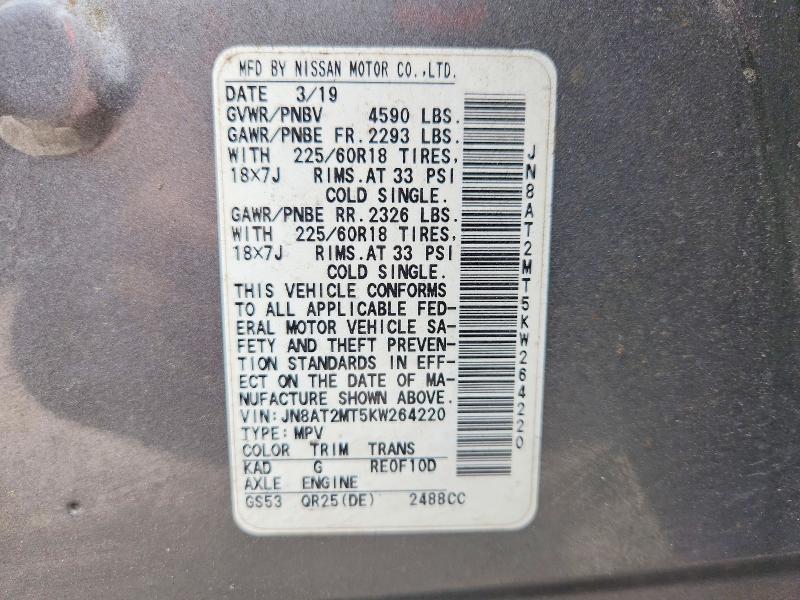 MFD BY NISSAN MOTOR CO.,LTD.
DATE 3/19
GVWR/PNBV 4590 LBS.
GAWR/PNBE FR. 2293 LBS.
WITH 225/60R18 TIRES,
18×7J RIMS.AT 33 PSI
COLD SINGLE.
GAWR/PNBE RR. 2326 LBS.
WITH 225/60R18 TIRES,
18×7J RIMS.AT 33 PSI
COLD SINGLE.
THIS VEHICLE CONFORMS
TO ALL APPLICABLE FED-
ERAL MOTOR VEHICLE SA-
FETY AND THEFT PREVEN-
TION STANDARDS IN EFF-
ECT ON THE DATE OF MA-
NUFACTURE SHOWN ABOVE.
VIN:JN8AT2MT5KW264220
TYPE:MPV
COLOR TRIM TRANS
KAD G RE0F10D
AXLE ENGINE
GS53 QR25(DE) 2488CC
JN8AT2MT5KW264220